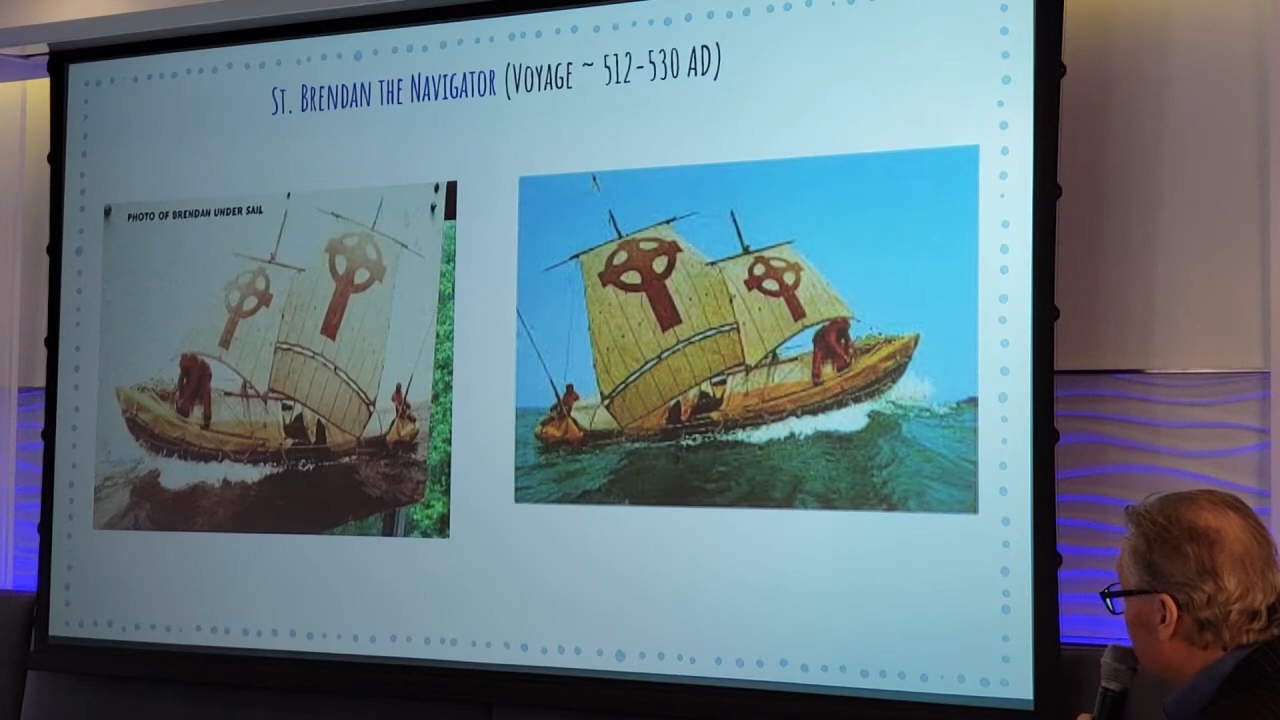 St. Brendan the Navigator (Voyage ~ 512-530 AD)
PHOTO OF BRENDAN UNDER SAIL